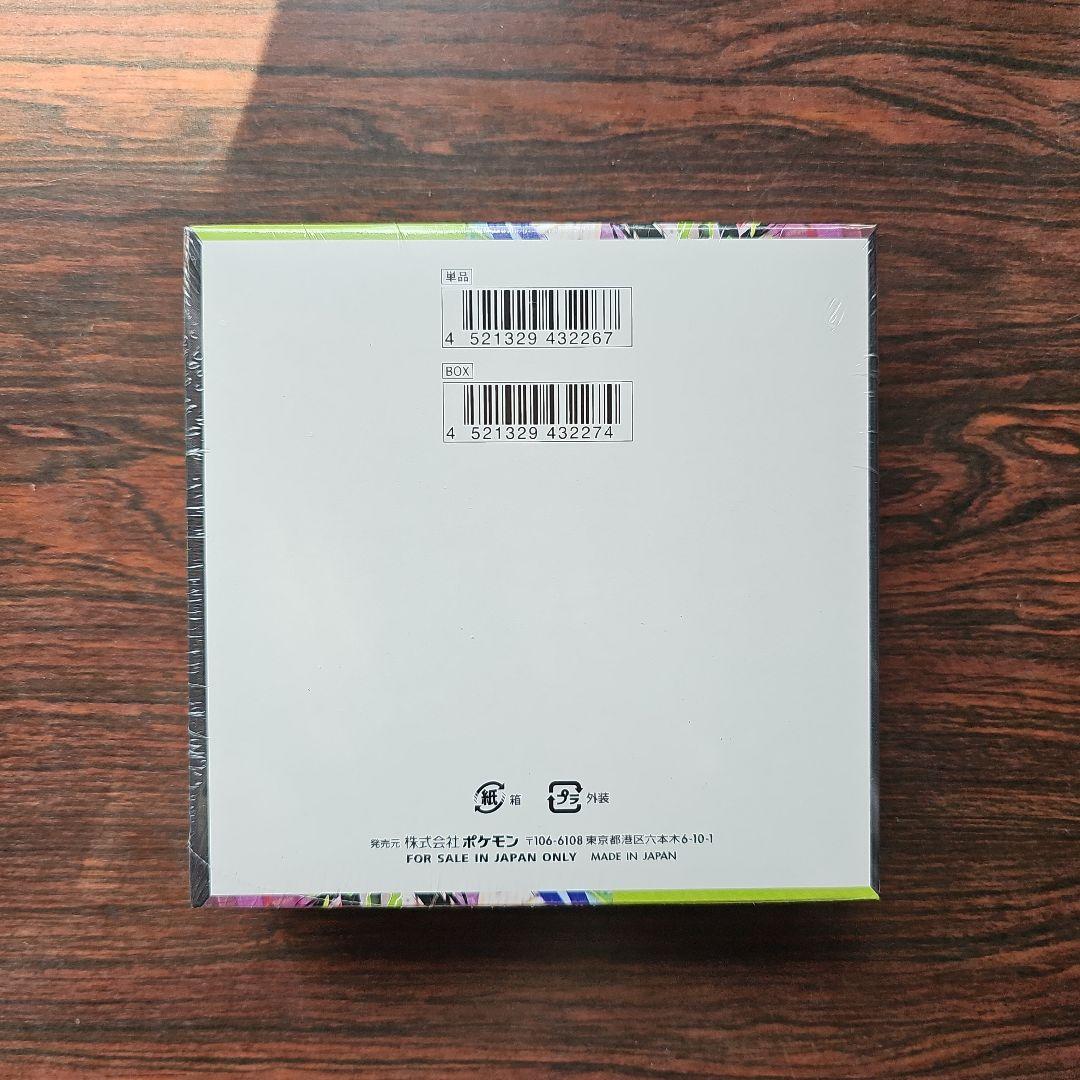 単品
4 521329 432267
BOX
4 521329 432274
紙 箱 プラ 外装
発売元 株式会社 ポケモン 〒106-6108 東京都港区六本木6-10-1
FOR SALE IN JAPAN ONLY MADE IN JAPAN